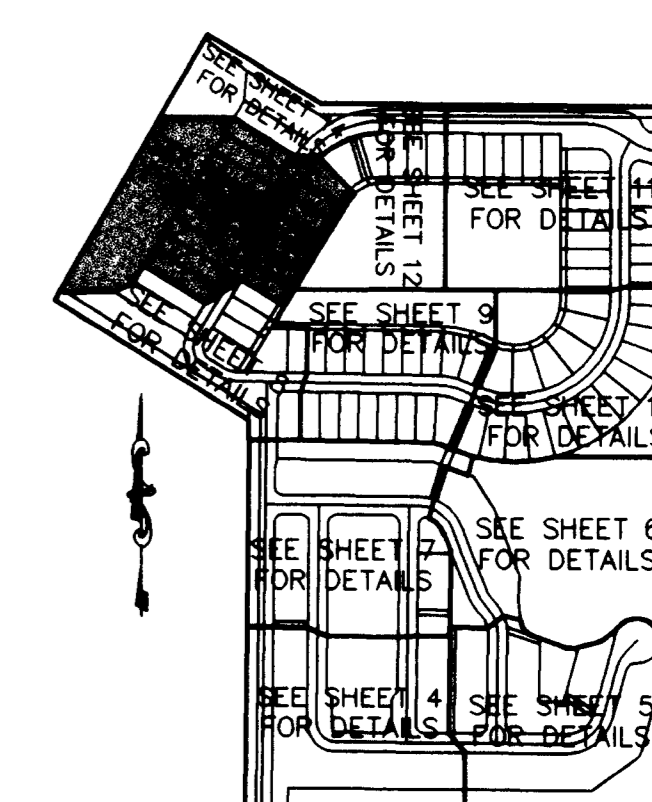 SEE SHEET
FOR DETAILS
SEE SHEET 12
FOR DETAILS
SEE SHEET 11
FOR DETAILS
SEE SHEET 9
FOR DETAILS
SEE SHEET
FOR DETAILS
SEE SHEET
FOR DETAILS
SEE SHEET 6
FOR DETAILS
SEE SHEET 7
FOR DETAILS
SEE SHEET 4
FOR DETAILS
SEE SHEET 5
FOR DETAILS